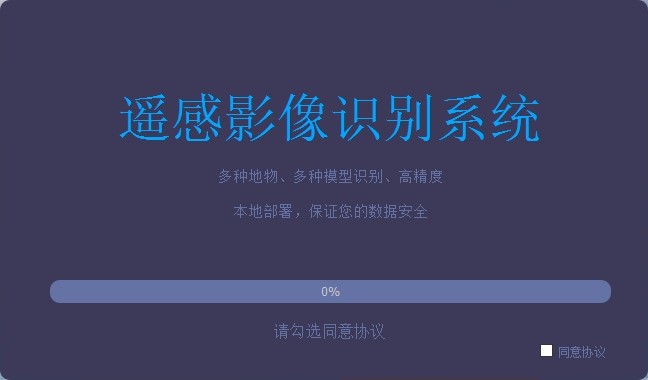 遥感影像识别系统
多种地物、多种模型识别、高精度
本地部署，保证您的数据安全
0%
请勾选同意协议
同意协议